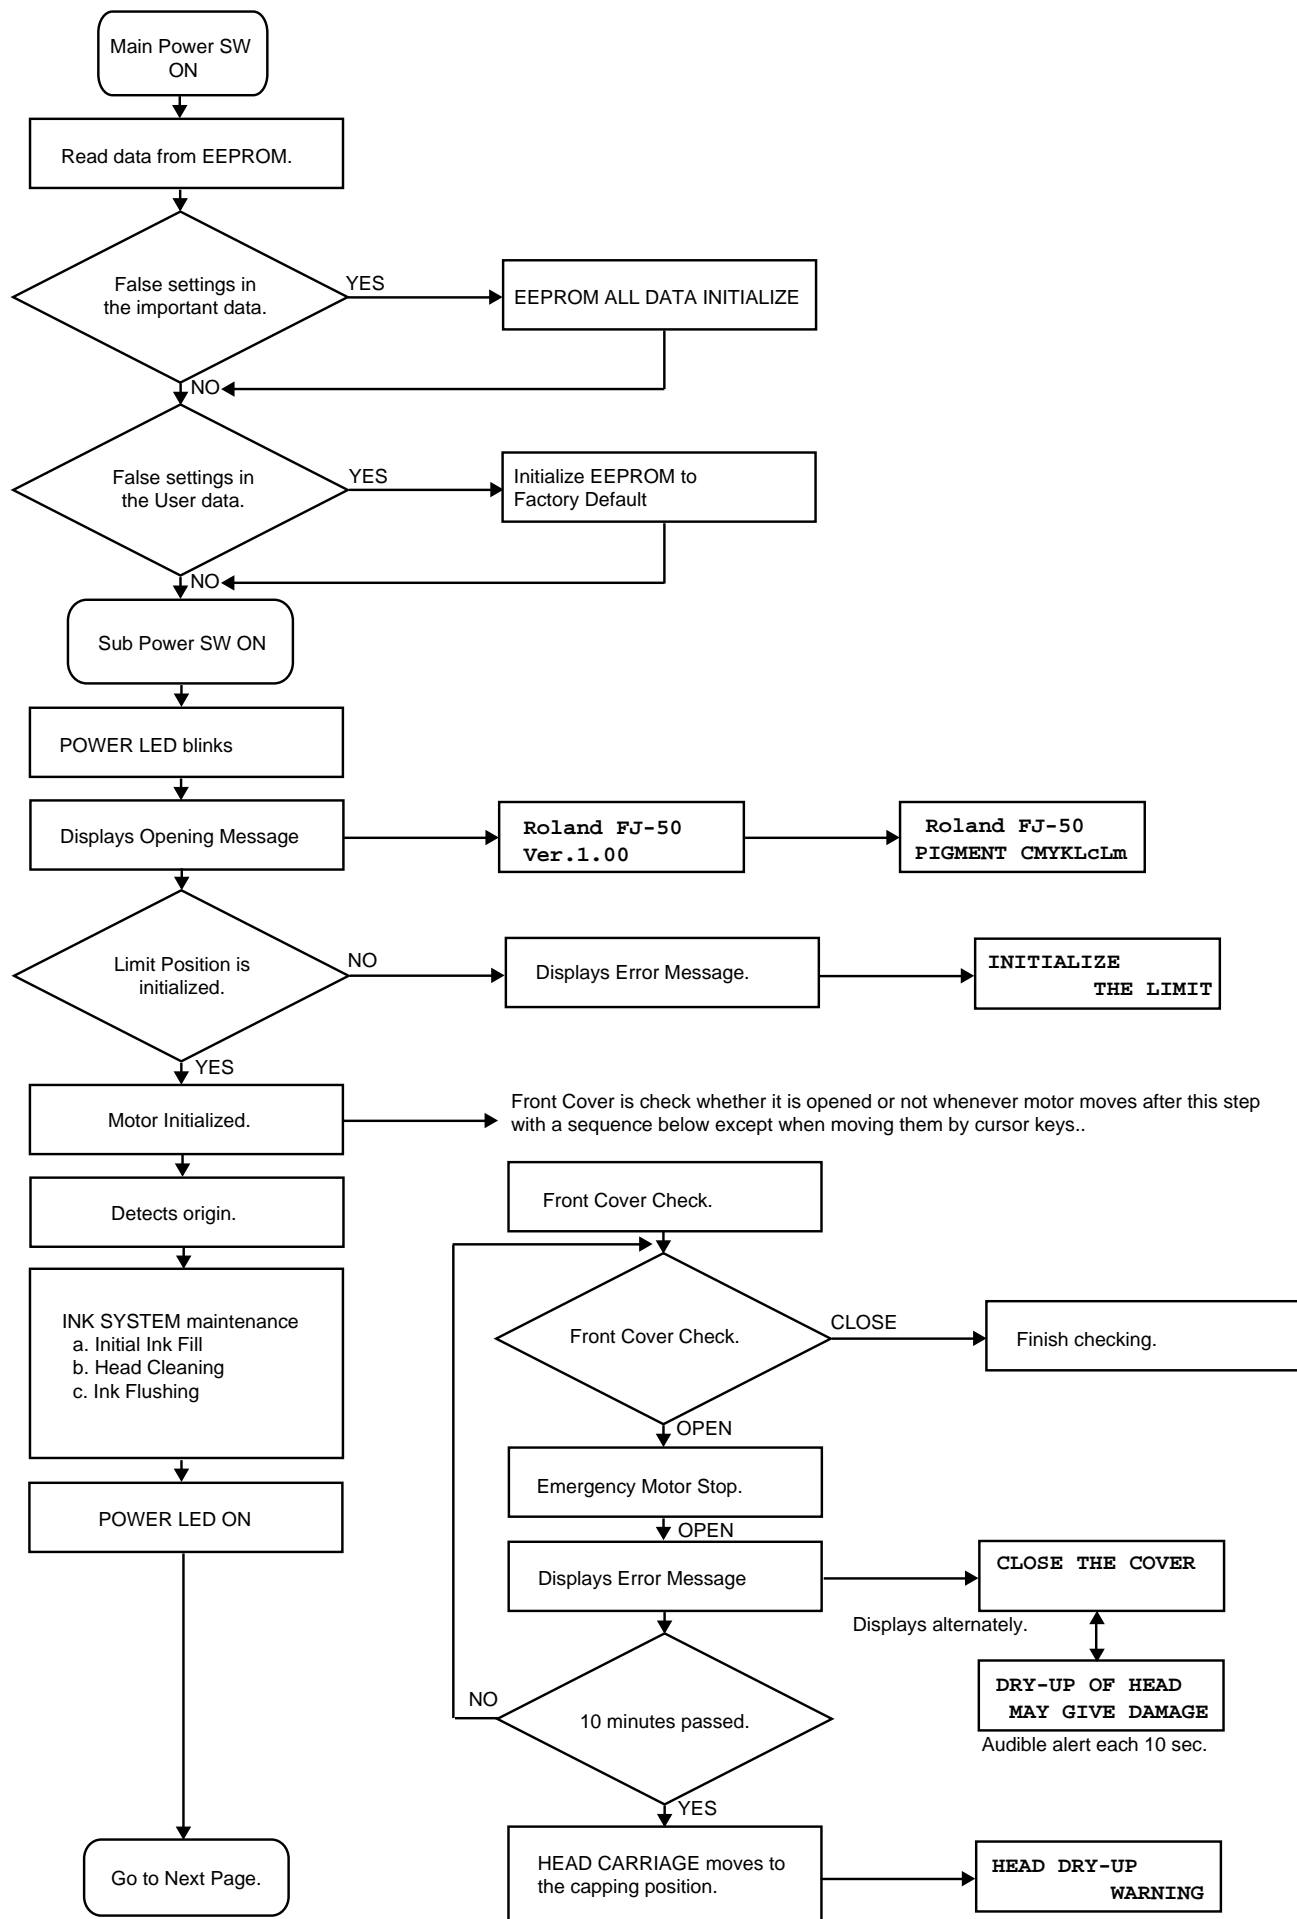 Main Power SW
ON
Read data from EEPROM.
False settings in
the important data.
YES
EEPROM ALL DATA INITIALIZE
NO
False settings in
the User data.
YES
Initialize EEPROM to
Factory Default
NO
Sub Power SW ON
POWER LED blinks
Displays Opening Message
Roland FJ-50
Ver.1.00
Roland FJ-50
PIGMENT CMYKLcLm
Limit Position is
initialized.
NO
Displays Error Message.
INITIALIZE
THE LIMIT
YES
Motor Initialized.
Front Cover is check whether it is opened or not whenever motor moves after this step
with a sequence below except when moving them by cursor keys..
Detects origin.
INK SYSTEM maintenance
a. Initial Ink Fill
b. Head Cleaning
c. Ink Flushing
POWER LED ON
Go to Next Page.
Front Cover Check.
Front Cover Check.
CLOSE
Finish checking.
OPEN
Emergency Motor Stop.
OPEN
Displays Error Message
CLOSE THE COVER
Displays alternately.
DRY-UP OF HEAD
MAY GIVE DAMAGE
Audible alert each 10 sec.
NO
10 minutes passed.
YES
HEAD CARRIAGE moves to
the capping position.
HEAD DRY-UP
WARNING